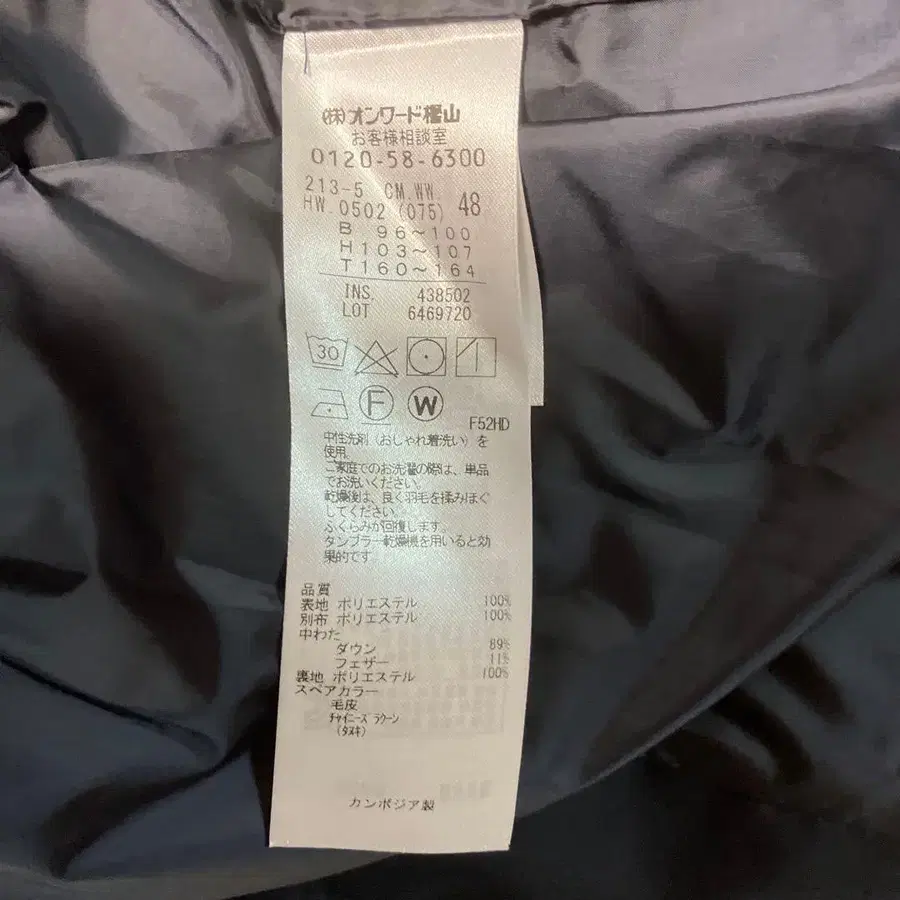 (株)オンワード樫山
お客様相談室
0120-58-6300
213-5 CM.WW.
HW.0502 (075) 48
B 96〜100
H 103〜107
T 160〜164
INS. 438502
LOT 6469720
30
F W
F52HD
中性洗剤（おしゃれ着洗い）を
使用。
ご家庭でのお洗濯の際は、単品
でお洗いください。
乾燥後は、良く羽毛を揉みほぐ
してください。
ふくらみが回復します。
タンブラー乾燥機を用いると効
果的です。
品質
表地 ポリエステル 100%
別布 ポリエステル 100%
中わた
ダウン 89%
フェザー 11%
裏地 ポリエステル 100%
スペアカラー
毛皮
ﾁｬｲﾆｰｽﾞ ﾗｸｰﾝ
(ﾀﾇｷ)
カンボジア製